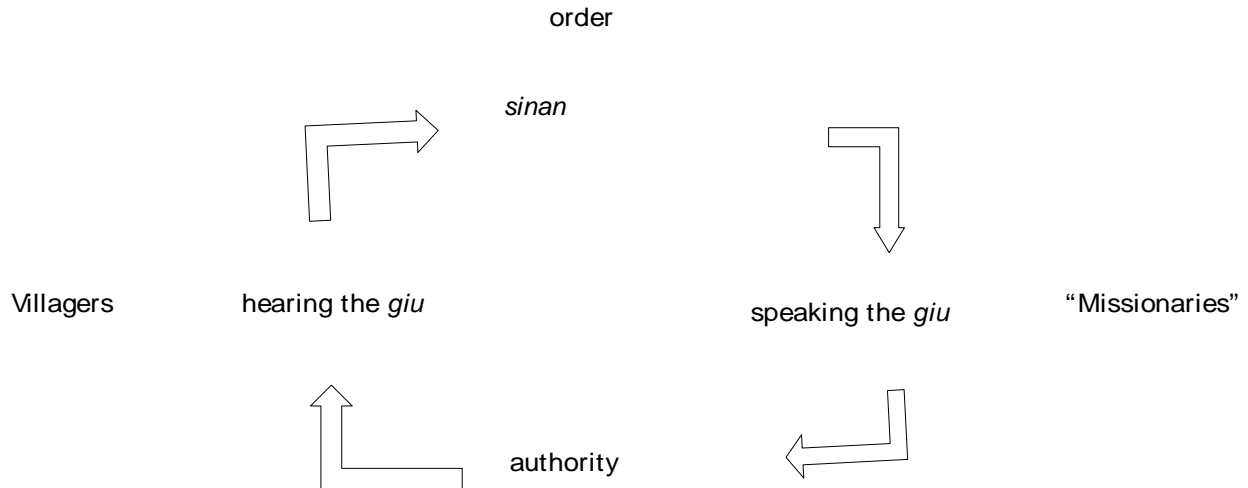 order
sinan
Villagers
hearing the giu
speaking the giu
“Missionaries”
authority